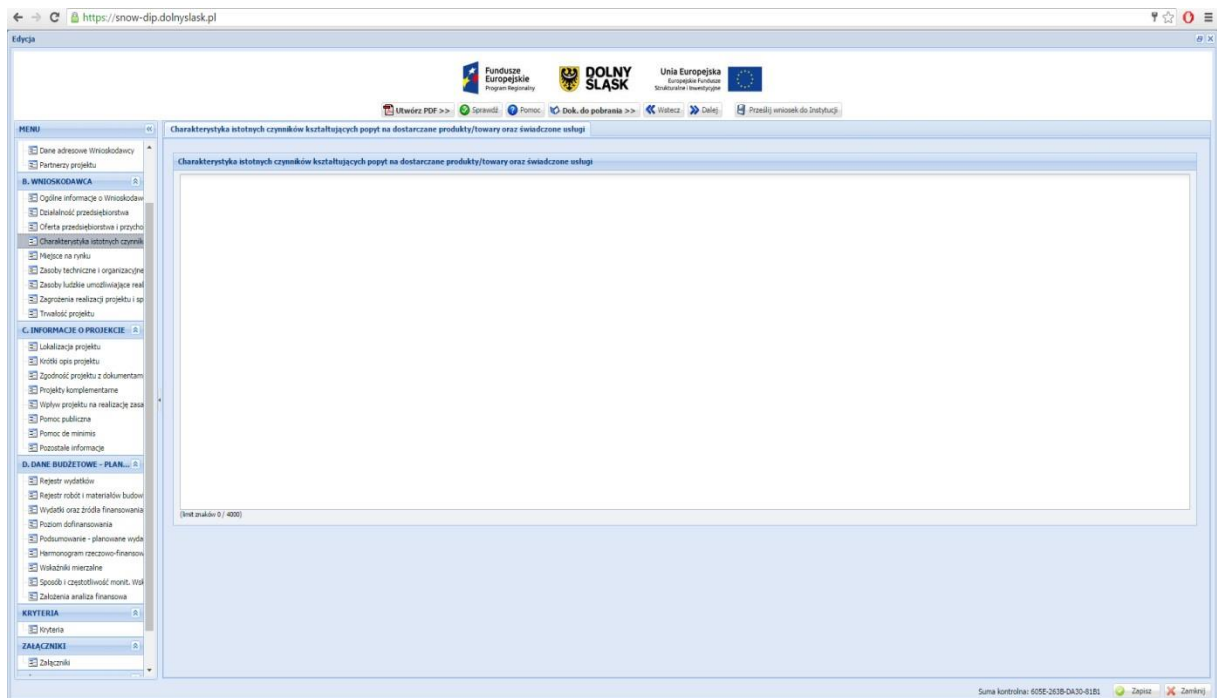 https://snow-dip.dolnyslask.pl
Edycja
Fundusze
Europejskie
Program Regionalny
DOLNY
ŚLĄSK
Unia Europejska
Europejskie Fundusze
Strukturalne i Inwestycyjne
Utwórz PDF >> Sprawdź Pomoc Dok. do pobrania >> Wstecz Dalej Prześlij wniosek do Instytucji
MENU
Charakterystyka istotnych czynników kształtujących popyt na dostarczane produkty/towary oraz świadczone usługi
Dane adresowe Wnioskodawcy
Partnerzy projektu
B. WNIOSKODAWCA
Ogólne informacje o Wnioskodaw
Działalność przedsiębiorstwa
Oferta przedsiębiorstwa i przycho
Charakterystyka istotnych czynnik
Miejsce na rynku
Zasoby techniczne i organizacyjne
Zasoby ludzkie umożliwiające real
Zagrożenia realizacji projektu i sp
Trwałość projektu
C. INFORMACJE O PROJEKCIE
Lokalizacja projektu
Krótki opis projektu
Zgodność projektu z dokumentam
Projekty komplementarne
Wpływ projektu na realizację zasa
Pomoc publiczna
Pomoc de minimis
Pozostałe informacje
D. DANE BUDŻETOWE - PLAN...
Rejestr wydatków
Rejestr robót i materiałów budow
Wydatki oraz źródła finansowania
Poziom dofinansowania
Podsumowanie - planowane wyda
Harmonogram rzeczowo-finansow
Wskaźniki mierzalne
Sposób i częstotliwość monit. Wsk
Założenia analiza finansowa
KRYTERIA
Kryteria
ZAŁĄCZNIKI
Załączniki
Charakterystyka istotnych czynników kształtujących popyt na dostarczane produkty/towary oraz świadczone usługi
(limit znaków 0 / 4000)
Suma kontrolna: 605E-263B-DA30-81B1 Zapisz Zamknij